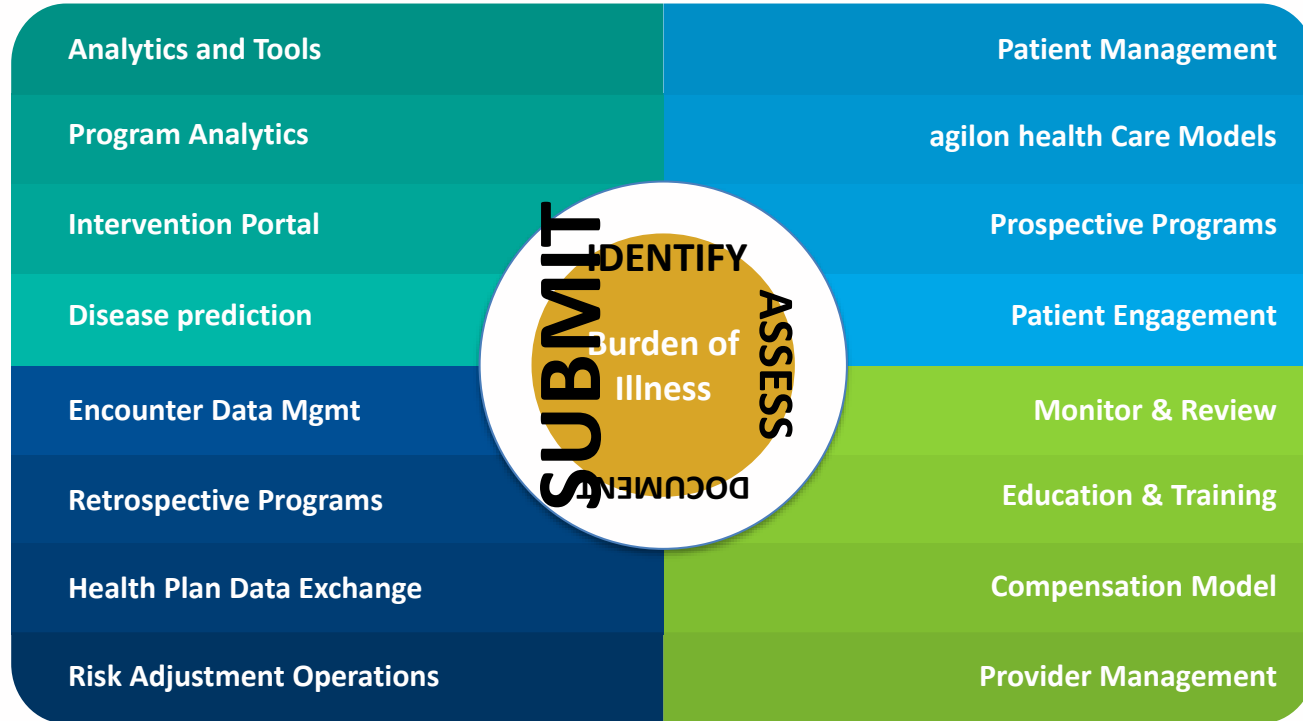 Analytics and Tools
Program Analytics
Intervention Portal
Disease prediction
Encounter Data Mgmt
Retrospective Programs
Health Plan Data Exchange
Risk Adjustment Operations
IDENTIFY
ASSESS
DOCUMENT
SUBMIT
Burden of
Illness
Patient Management
agilon health Care Models
Prospective Programs
Patient Engagement
Monitor & Review
Education & Training
Compensation Model
Provider Management